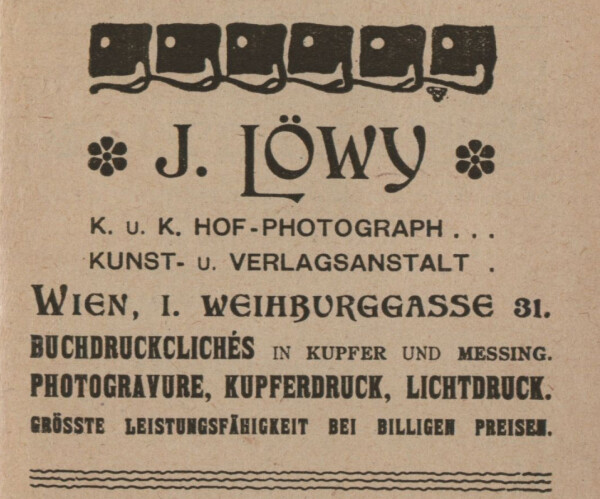 J. LÖWY
K. U. K. HOF-PHOTOGRAPH . . .
KUNST- U. VERLAGSANSTALT .
WIEN, I. WEIHBURGGASSE 31.
BUCHDRUCKCLICHÉS IN KUPFER UND MESSING.
PHOTOGRAVURE, KUPFERDRUCK, LICHTDRUCK.
GRÖSSTE LEISTUNGSFÄHIGKEIT BEI BILLIGEN PREISEN.